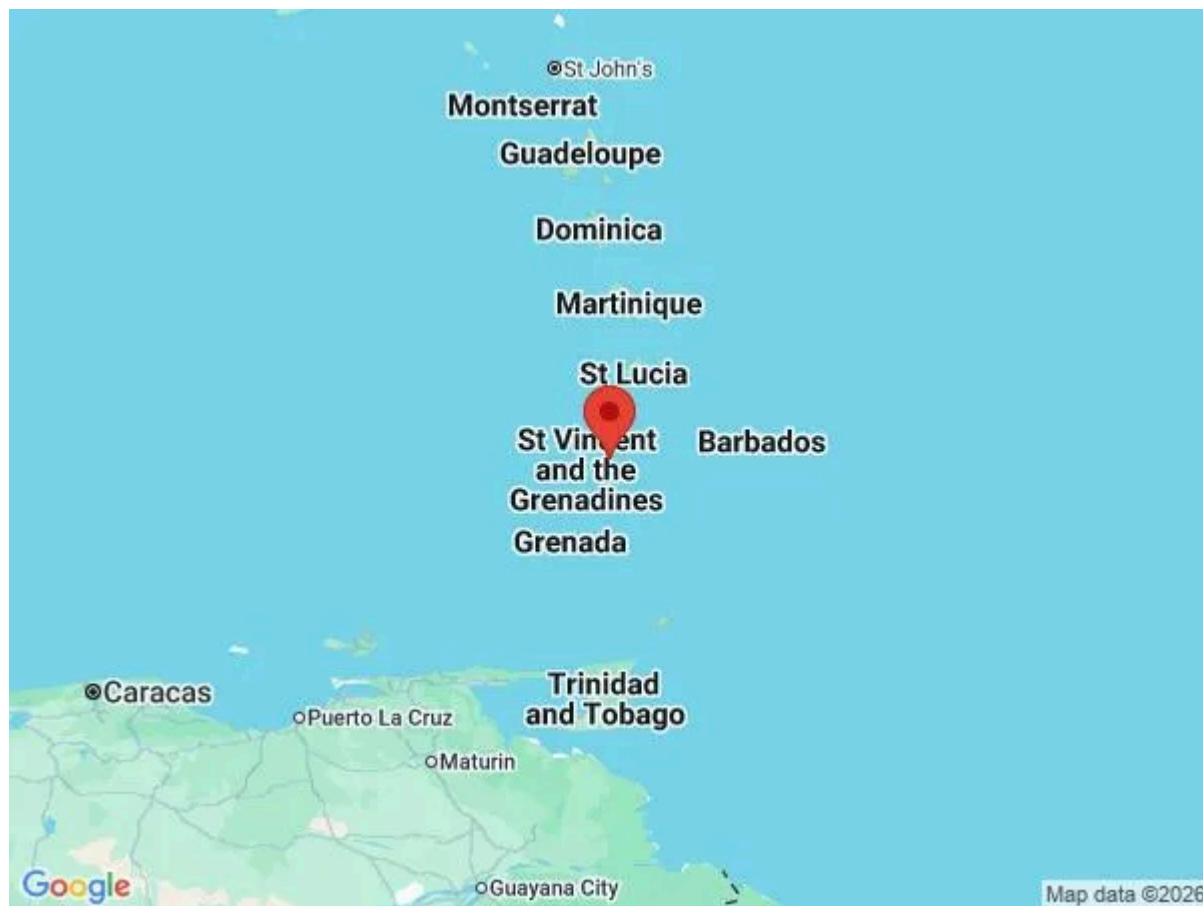 St John's
Montserrat
Guadeloupe
Dominica
Martinique
St Lucia
St Vincent
and the
Grenadines
Barbados
Grenada
Trinidad
and Tobago
Caracas
Puerto La Cruz
Maturin
Guayana City
Google
Map data ©2026